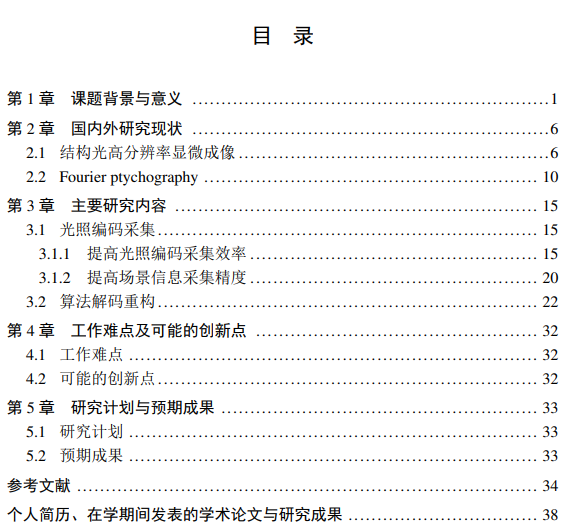 目 录
第 1 章 课题背景与意义 ........................................ 1
第 2 章 国内外研究现状 ........................................ 6
2.1 结构光高分辨率显微成像 ........................................ 6
2.2 Fourier ptychography ........................................ 10
第 3 章 主要研究内容 ........................................ 15
3.1 光照编码采集 ........................................ 15
3.1.1 提高光照编码采集效率 ........................................ 15
3.1.2 提高场景信息采集精度 ........................................ 20
3.2 算法解码重构 ........................................ 22
第 4 章 工作难点及可能的创新点 ........................................ 32
4.1 工作难点 ........................................ 32
4.2 可能的创新点 ........................................ 32
第 5 章 研究计划与预期成果 ........................................ 33
5.1 研究计划 ........................................ 33
5.2 预期成果 ........................................ 33
参考文献 ........................................ 34
个人简历、在学期间发表的学术论文与研究成果 ........................................ 38